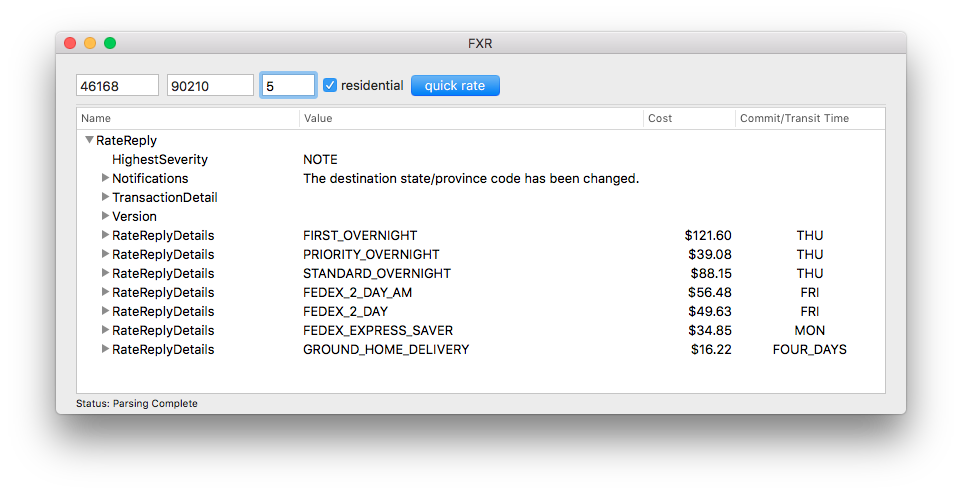 FXR
46168 90210 5 residential quick rate
Name Value Cost Commit/Transit Time
RateReply
HighestSeverity NOTE
Notifications The destination state/province code has been changed.
TransactionDetail
Version
RateReplyDetails FIRST_OVERNIGHT $121.60 THU
RateReplyDetails PRIORITY_OVERNIGHT $39.08 THU
RateReplyDetails STANDARD_OVERNIGHT $88.15 THU
RateReplyDetails FEDEX_2_DAY_AM $56.48 FRI
RateReplyDetails FEDEX_2_DAY $49.63 FRI
RateReplyDetails FEDEX_EXPRESS_SAVER $34.85 MON
RateReplyDetails GROUND_HOME_DELIVERY $16.22 FOUR_DAYS
Status: Parsing Complete